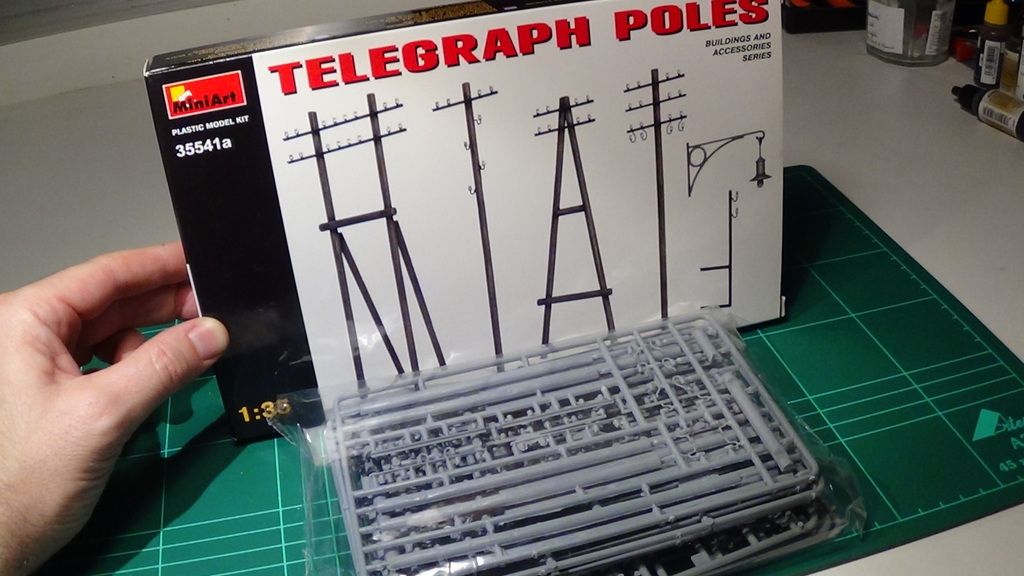 TELEGRAPH POLES
BUILDINGS AND
ACCESSORIES
SERIES
MiniArt
PLASTIC MODEL KIT
35541a